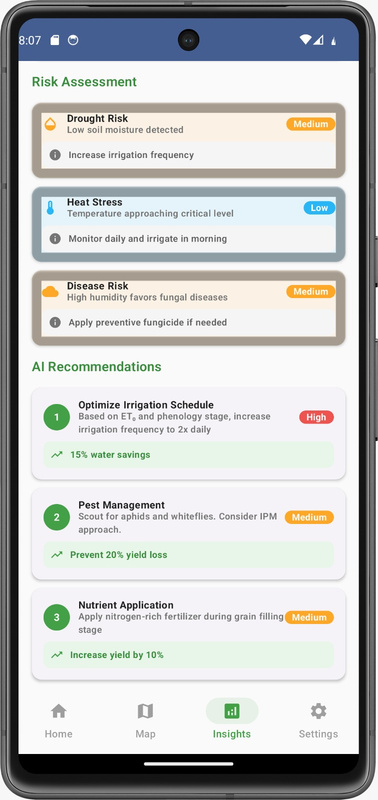 8:07
Risk Assessment
Drought Risk
Low soil moisture detected
Medium
Increase irrigation frequency
Heat Stress
Temperature approaching critical level
Low
Monitor daily and irrigate in morning
Disease Risk
High humidity favors fungal diseases
Medium
Apply preventive fungicide if needed
AI Recommendations
1
Optimize Irrigation Schedule
Based on ET₀ and phenology stage, increase
irrigation frequency to 2x daily
High
15% water savings
2
Pest Management
Scout for aphids and whiteflies. Consider IPM
approach.
Medium
Prevent 20% yield loss
3
Nutrient Application
Apply nitrogen-rich fertilizer during grain filling
stage
Medium
Increase yield by 10%
Home
Map
Insights
Settings